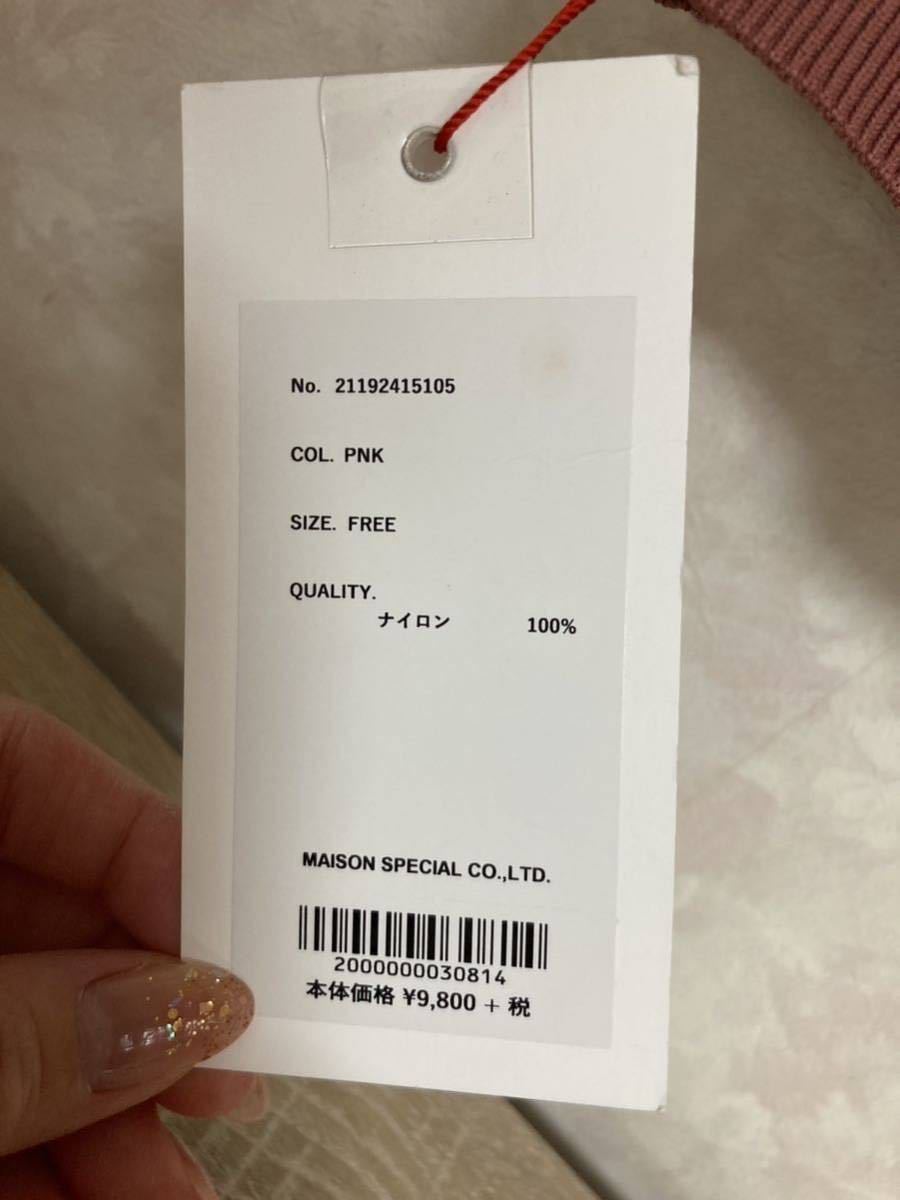 No. 21192415105
COL. PNK
SIZE. FREE
QUALITY.
ナイロン 100%
MAISON SPECIAL CO.,LTD.
2000000030814
本体価格 ¥9,800 + 税